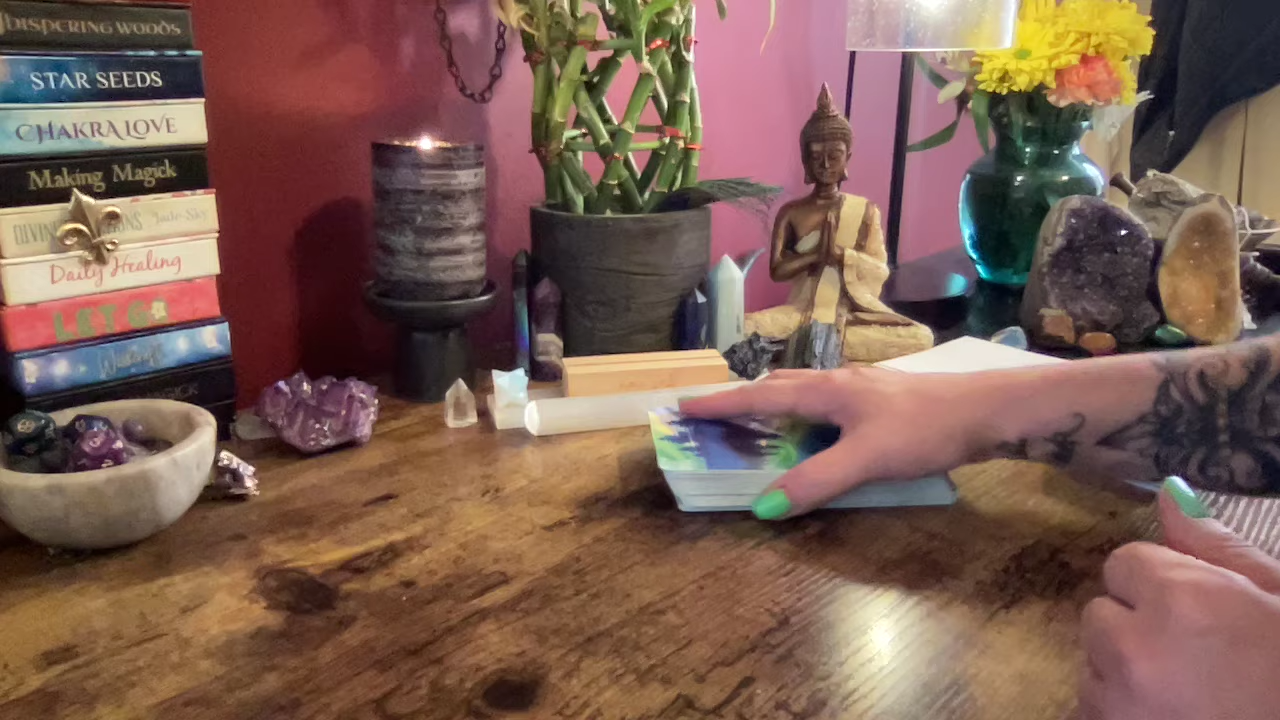 WHISPERING WOODS
STAR SEEDS
CHAKRA LOVE
Making Magick
Jade-Sky
Daily Healing
LET GO